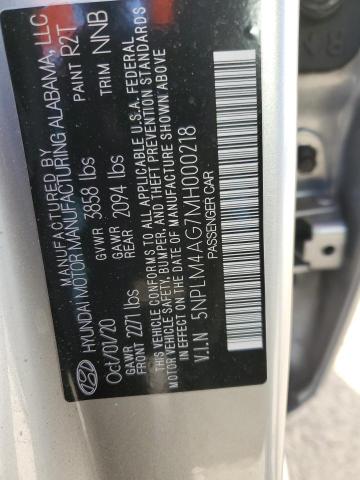 MANUFACTURED BY
HYUNDAI MOTOR MANUFACTURING ALABAMA, LLC
Oct/01/20 GVWR 3858 lbs PAINT R2T
GAWR FRONT 2271 lbs GAWR REAR 2094 lbs TRIM NNB
THIS VEHICLE CONFORMS TO ALL APPLICABLE U.S.A. FEDERAL
MOTOR VEHICLE SAFETY, BUMPER, AND THEFT PREVENTION STANDARDS
IN EFFECT ON THE DATE OF MANUFACTURE SHOWN ABOVE.
V.I.N 5NPLM4AG7MH000218
PASSENGER CAR